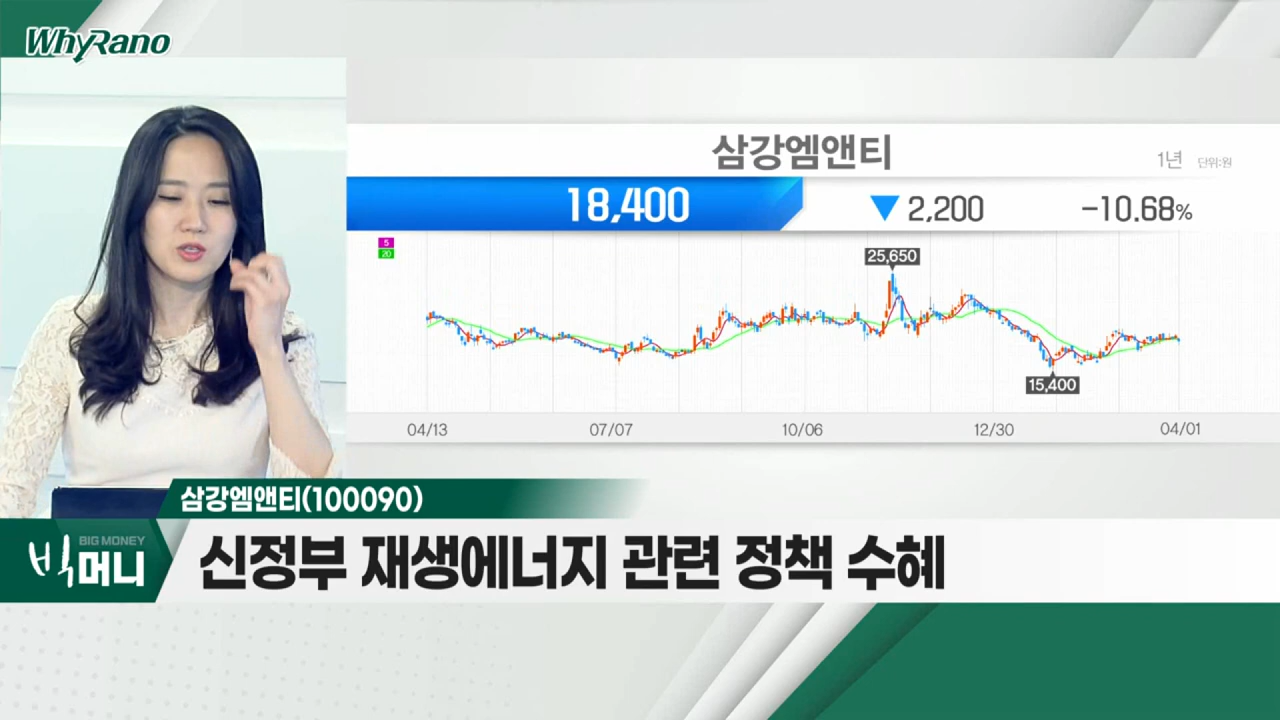 WhyRano
삼강엠앤티
1년 단위:원
18,400 ▼ 2,200 -10.68%
5
20
25,650
15,400
04/13 07/07 10/06 12/30 04/01
삼강엠앤티(100090)
BIG MONEY
빅머니
신정부 재생에너지 관련 정책 수혜